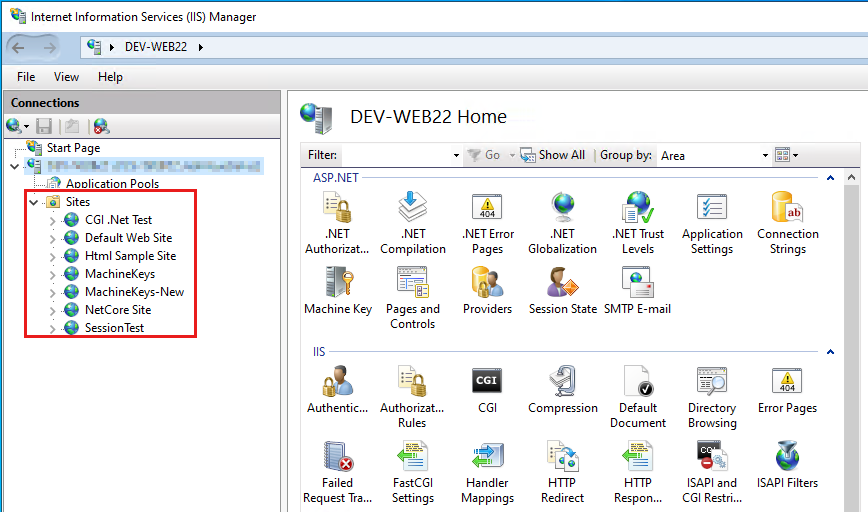 Internet Information Services (IIS) Manager
DEV-WEB22
File View Help
Connections
Start Page
Application Pools
Sites
CGI .Net Test
Default Web Site
Html Sample Site
MachineKeys
MachineKeys-New
NetCore Site
SessionTest
DEV-WEB22 Home
Filter: Go Show All Group by: Area
ASP.NET
.NET Authorizat...
.NET Compilation
.NET Error Pages
.NET Globalization
.NET Trust Levels
Application Settings
Connection Strings
Machine Key
Pages and Controls
Providers
Session State
SMTP E-mail
IIS
Authentic...
Authorizat... Rules
CGI
Compression
Default Document
Directory Browsing
Error Pages
Failed Request Tra...
FastCGI Settings
Handler Mappings
HTTP Redirect
HTTP Respon...
ISAPI and CGI Restri...
ISAPI Filters